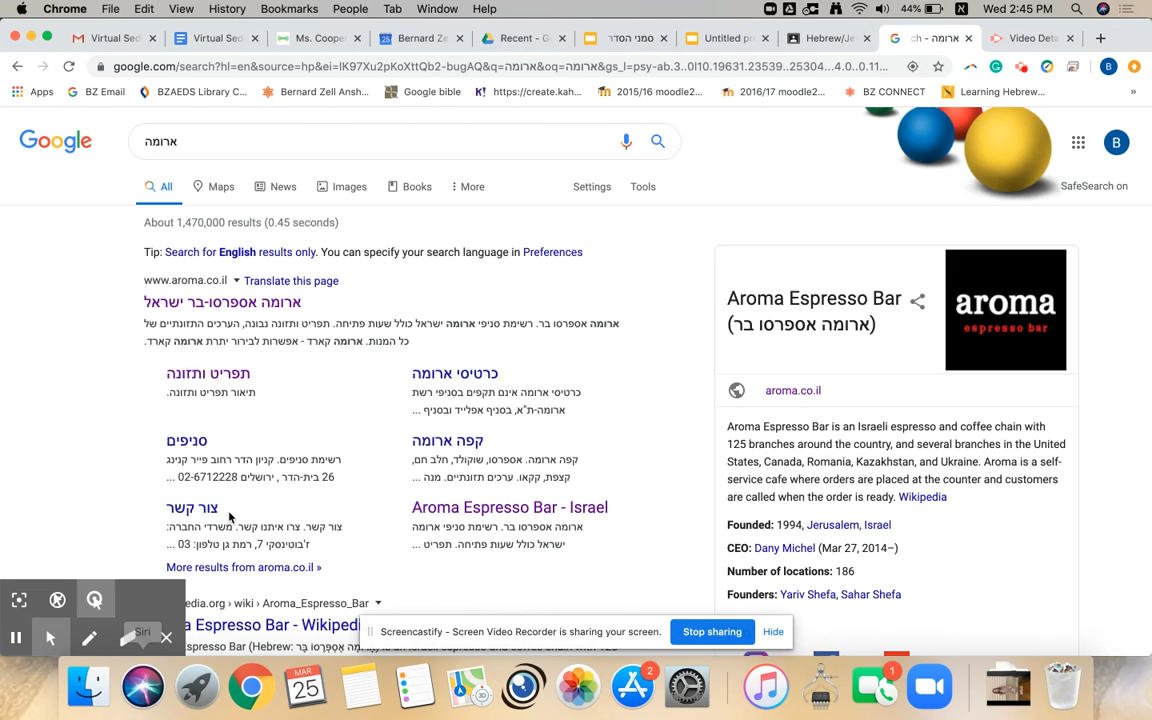 Chrome File Edit View History Bookmarks People Tab Window Help 44% Wed 2:45 PM
Virtual Sed Virtual Sed Ms. Coope Bernard Ze Recent - G סמני הסדר Untitled pr Hebrew/Je ארומה - ch Video Deta
google.com/search?hl=en&source=hp&ei=IK97Xu2pKoXttQb2-bugAQ&q=ארומה&oq=ארומה&gs_l=psy-ab.3..0l10.19631.23539..25304...4.0..0.11... B
Apps BZ Email BZAEDS Library C... Bernard Zell Ansh... Google bible https://create.kah... 2015/16 moodle2... 2016/17 moodle2... BZ CONNECT Learning Hebrew... »
Google ארומה B
SafeSearch on
All Maps News Images Books More Settings Tools
About 1,470,000 results (0.45 seconds)
Tip: Search for English results only. You can specify your search language in Preferences
www.aroma.co.il Translate this page
ארומה אספרסו-בר ישראל
ארומה אספרסו בר. רשימת סניפי ארומה ישראל כולל שעות פתיחה. תפריט ותזונה נבונה, הערכים התזונתיים של
כל המנות. ארומה קארד - אפשרות לבירור יתרת ארומה קארד.
תפריט ותזונה
תיאור תפריט ותזונה.
כרטיסי ארומה
כרטיסי ארומה אינם תקפים בסניפי רשת
ארומה-ת"א, בסניף אפלייד ובסניף ...
סניפים
רשימת סניפים. קניון הדר רחוב פייר קנינג
26 בית-הדר , ירושלים 02-6712228 ...
קפה ארומה
קפה ארומה. אספרסו, שוקולד, חלב חם,
קצפת, קקאו. ערכים תזונתיים. מנה ...
צור קשר
צור קשר. צרו איתנו קשר. משרדי החברה:
ז'בוטינסקי 7, רמת גן טלפון: 03 ...
Aroma Espresso Bar - Israel
ארומה אספרסו בר. רשימת סניפי ארומה
ישראל כולל שעות פתיחה. תפריט ...
More results from aroma.co.il »
pedia.org › wiki › Aroma_Espresso_Bar
a Espresso Bar - Wikipedi
Aroma Espresso Bar
(ארומה אספרסו בר)
aroma
espresso bar
aroma.co.il
Aroma Espresso Bar is an Israeli espresso and coffee chain with
125 branches around the country, and several branches in the United
States, Canada, Romania, Kazakhstan, and Ukraine. Aroma is a self-
service cafe where orders are placed at the counter and customers
are called when the order is ready. Wikipedia
Founded: 1994, Jerusalem, Israel
CEO: Dany Michel (Mar 27, 2014–)
Number of locations: 186
Founders: Yariv Shefa, Sahar Shefa
Siri
Screencastify - Screen Video Recorder is sharing your screen. Stop sharing Hide
MAR
25
2
1